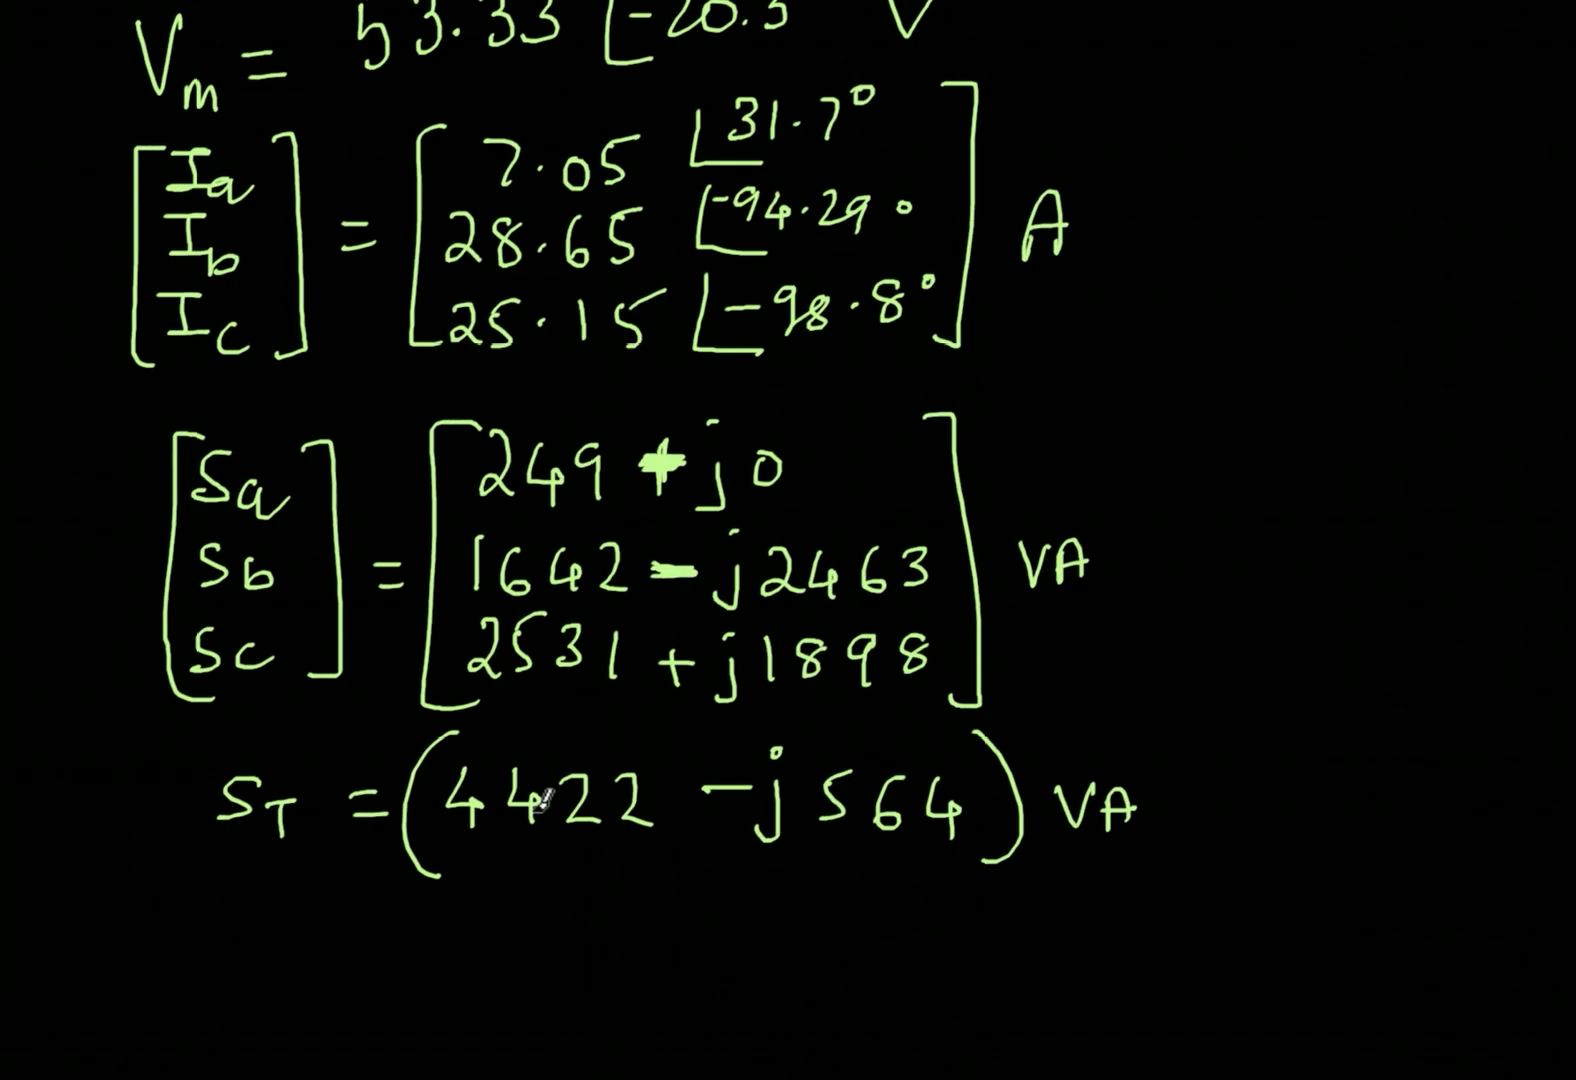 Vm = 53.33 ∠-20.5 V
[Ia Ib Ic] = [7.05 ∠31.7° 28.65 ∠-94.29° 25.15 ∠-98.8°] A
[Sa Sb Sc] = [249 + j0 1642 - j2463 2531 + j1898] VA
ST = (4422 - j564) VA